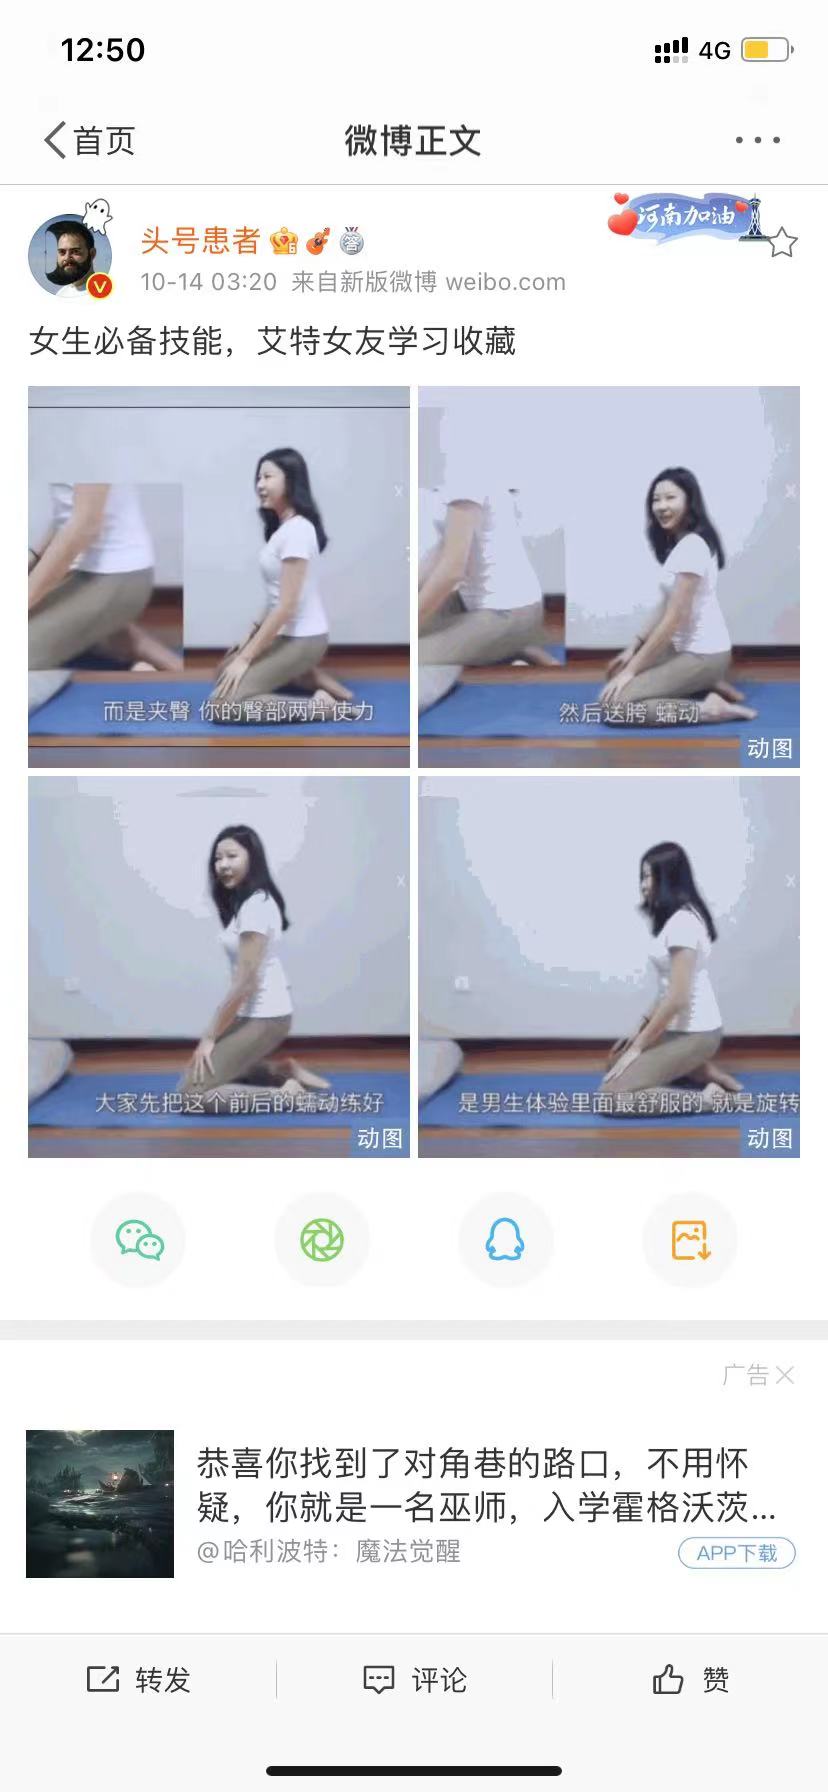 12:50
4G
首页
微博正文
头号患者
河南加油
10-14 03:20 来自新版微博 weibo.com
女生必备技能，艾特女友学习收藏
而是夹臀 你的臀部两片使力
然后送胯 蠕动
动图
大家先把这个前后的蠕动练好
动图
是男生体验里面最舒服的 就是旋转
动图
广告
恭喜你找到了对角巷的路口，不用怀
疑，你就是一名巫师，入学霍格沃茨...
@哈利波特：魔法觉醒
APP下载
转发
评论
赞